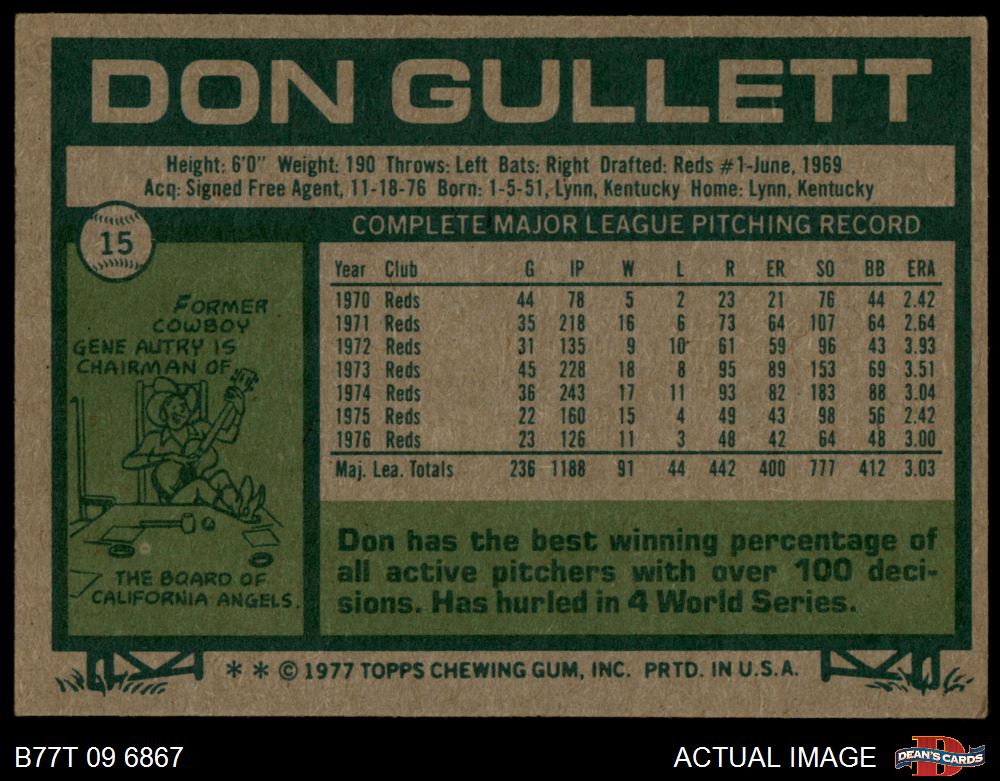 DON GULLETT
Height: 6'0" Weight: 190 Throws: Left Bats: Right Drafted: Reds #1-June, 1969
Acq: Signed Free Agent, 11-18-76 Born: 1-5-51, Lynn, Kentucky Home: Lynn, Kentucky
15
COMPLETE MAJOR LEAGUE PITCHING RECORD
Year Club G IP W L R ER SO BB ERA
1970 Reds 44 78 5 2 23 21 76 44 2.42
1971 Reds 35 218 16 6 73 64 107 64 2.64
1972 Reds 31 135 9 10 61 59 96 43 3.93
1973 Reds 45 228 18 8 95 89 153 69 3.51
1974 Reds 36 243 17 11 93 82 183 88 3.04
1975 Reds 22 160 15 4 49 43 98 56 2.42
1976 Reds 23 126 11 3 48 42 64 48 3.00
Maj. Lea. Totals 236 1188 91 44 442 400 777 412 3.03
FORMER
COWBOY
GENE AUTRY IS
CHAIRMAN OF
THE BOARD OF
CALIFORNIA ANGELS.
Don has the best winning percentage of
all active pitchers with over 100 deci-
sions. Has hurled in 4 World Series.
* * © 1977 TOPPS CHEWING GUM, INC. PRTD. IN U.S.A.
B77T 09 6867
ACTUAL IMAGE
D
DEAN'S CARDS